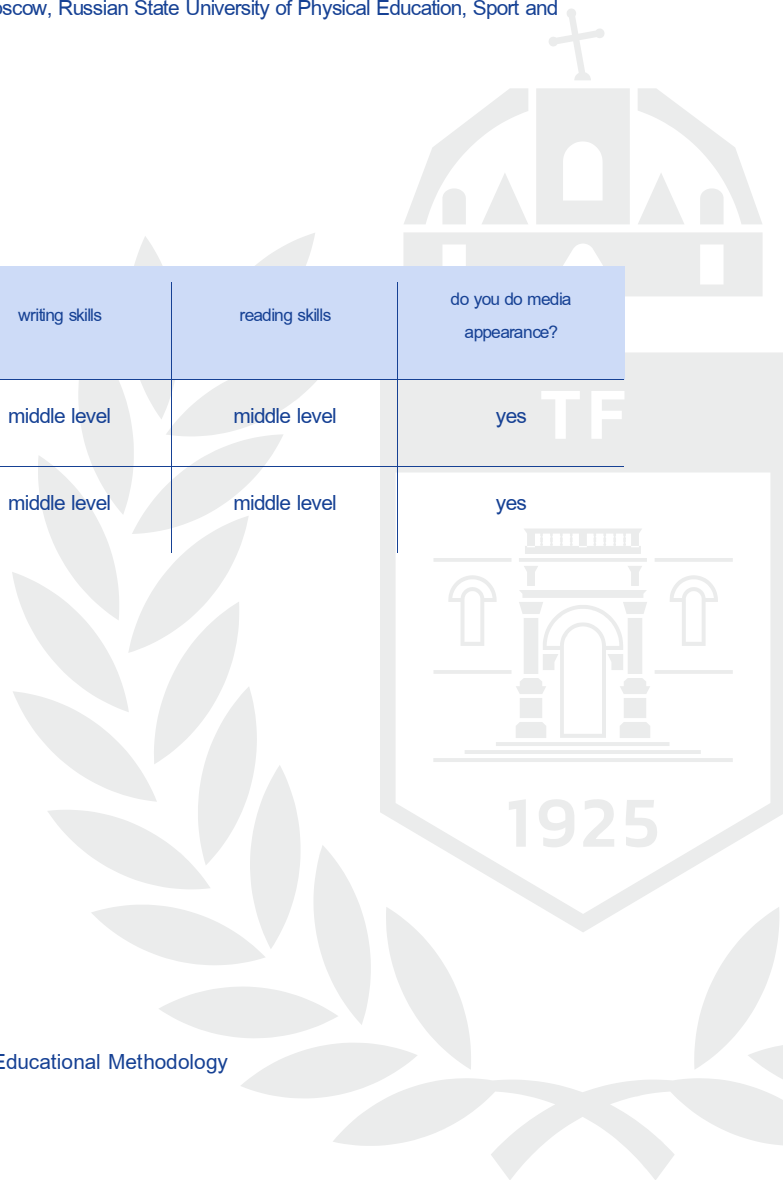 Moscow, Russian State University of Physical Education, Sport and
writing skills
reading skills
do you do media
appearance?
middle level
middle level
yes
middle level
middle level
yes
TF
1925
Educational Methodology